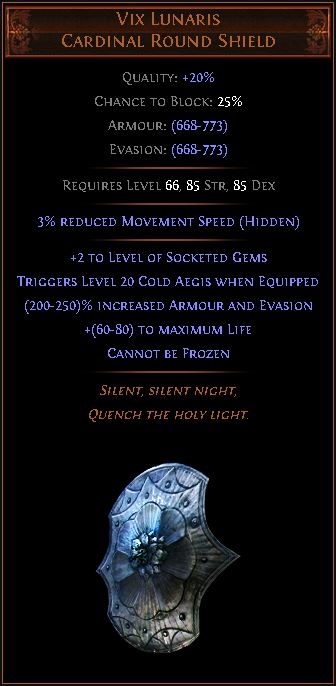 Vix Lunaris
Cardinal Round Shield
Quality: +20%
Chance to Block: 25%
Armour: (668-773)
Evasion: (668-773)
Requires Level 66, 85 Str, 85 Dex
3% reduced Movement Speed (Hidden)
+2 to Level of Socketed Gems
Triggers Level 20 Cold Aegis when Equipped
(200-250)% increased Armour and Evasion
+(60-80) to maximum Life
Cannot be Frozen
Silent, silent night,
Quench the holy light.